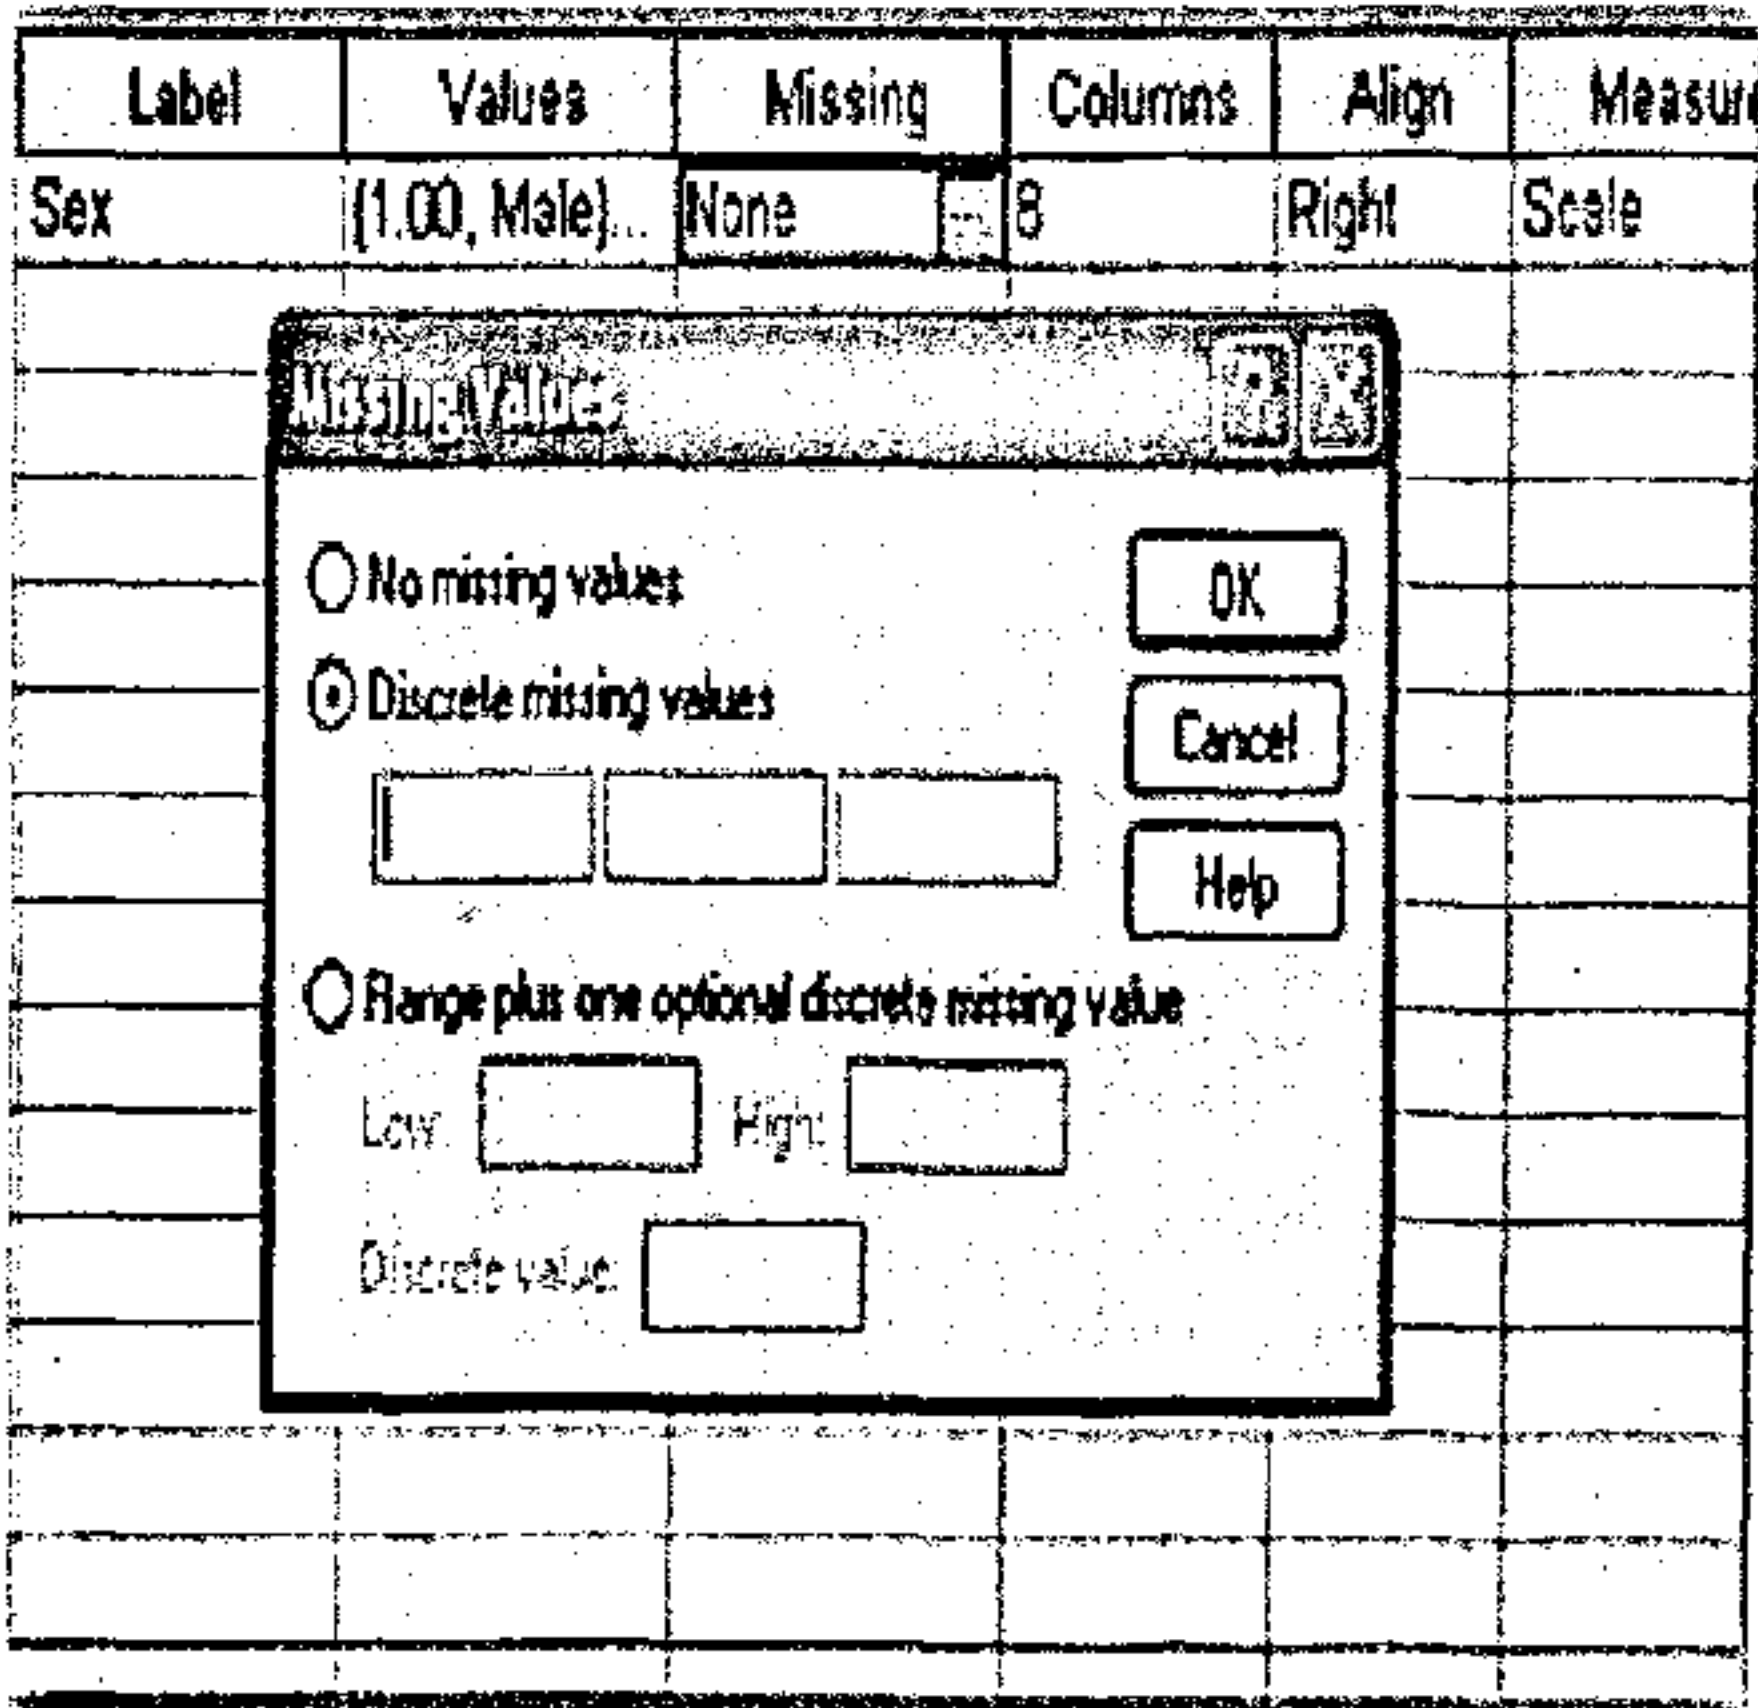 Label Values Missing Columns Align Measure
Sex {1.00, Male}... None ... 8 Right Scale
Missing Values ? X
No missing values
OK
Discrete missing values
Cancel
Help
Range plus one optional discrete missing value
Low: High:
Discrete value: